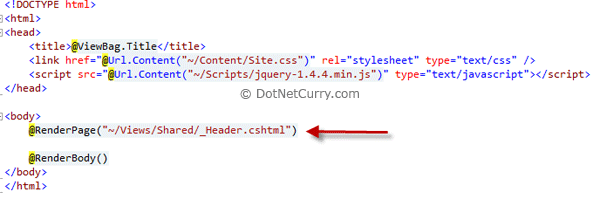 <!DOCTYPE html>
<html>
<head>
    <title>@ViewBag.Title</title>
    <link href="@Url.Content("~/Content/Site.css")" rel="stylesheet" type="text/css" />
    <script src="@Url.Content("~/Scripts/jquery-1.4.4.min.js")" type="text/javascript"></script>
</head>
© DotNetCurry.com
<body>
    @RenderPage("~/Views/Shared/_Header.cshtml")
    @RenderBody()
</body>
</html>